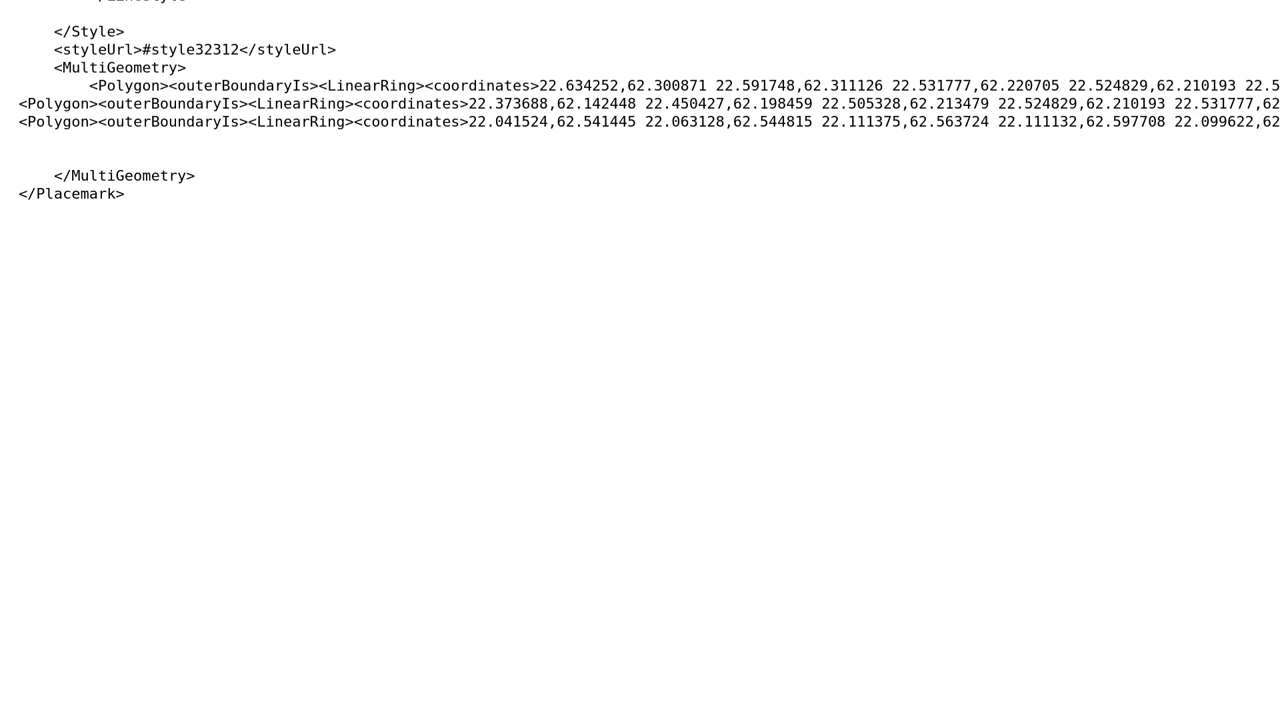 </Style>
<styleUrl>#style32312</styleUrl>
<MultiGeometry>
<Polygon><outerBoundaryIs><LinearRing><coordinates>22.634252,62.300871 22.591748,62.311126 22.531777,62.220705 22.524829,62.210193 22.5
<Polygon><outerBoundaryIs><LinearRing><coordinates>22.373688,62.142448 22.450427,62.198459 22.505328,62.213479 22.524829,62.210193 22.531777,62
<Polygon><outerBoundaryIs><LinearRing><coordinates>22.041524,62.541445 22.063128,62.544815 22.111375,62.563724 22.111132,62.597708 22.099622,62
</MultiGeometry>
</Placemark>